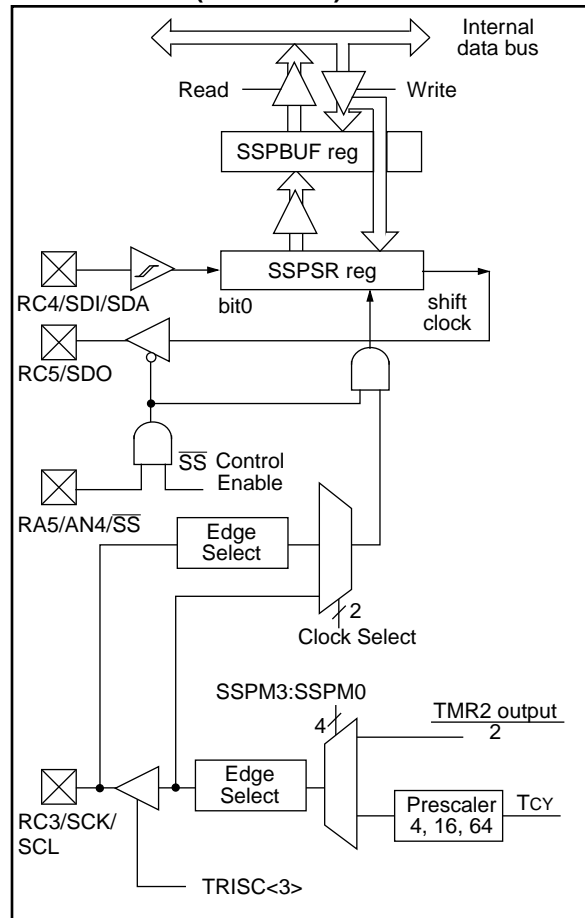 Internal
data bus
Read
Write
SSPBUF reg
SSPSR reg
RC4/SDI/SDA
bit0
shift
clock
RC5/SDO
SS Control
Enable
RA5/AN4/SS
Edge
Select
2
Clock Select
SSPM3:SSPM0
TMR2 output
4
2
Edge
Select
Prescaler
4, 16, 64
TCY
RC3/SCK/
SCL
TRISC<3>